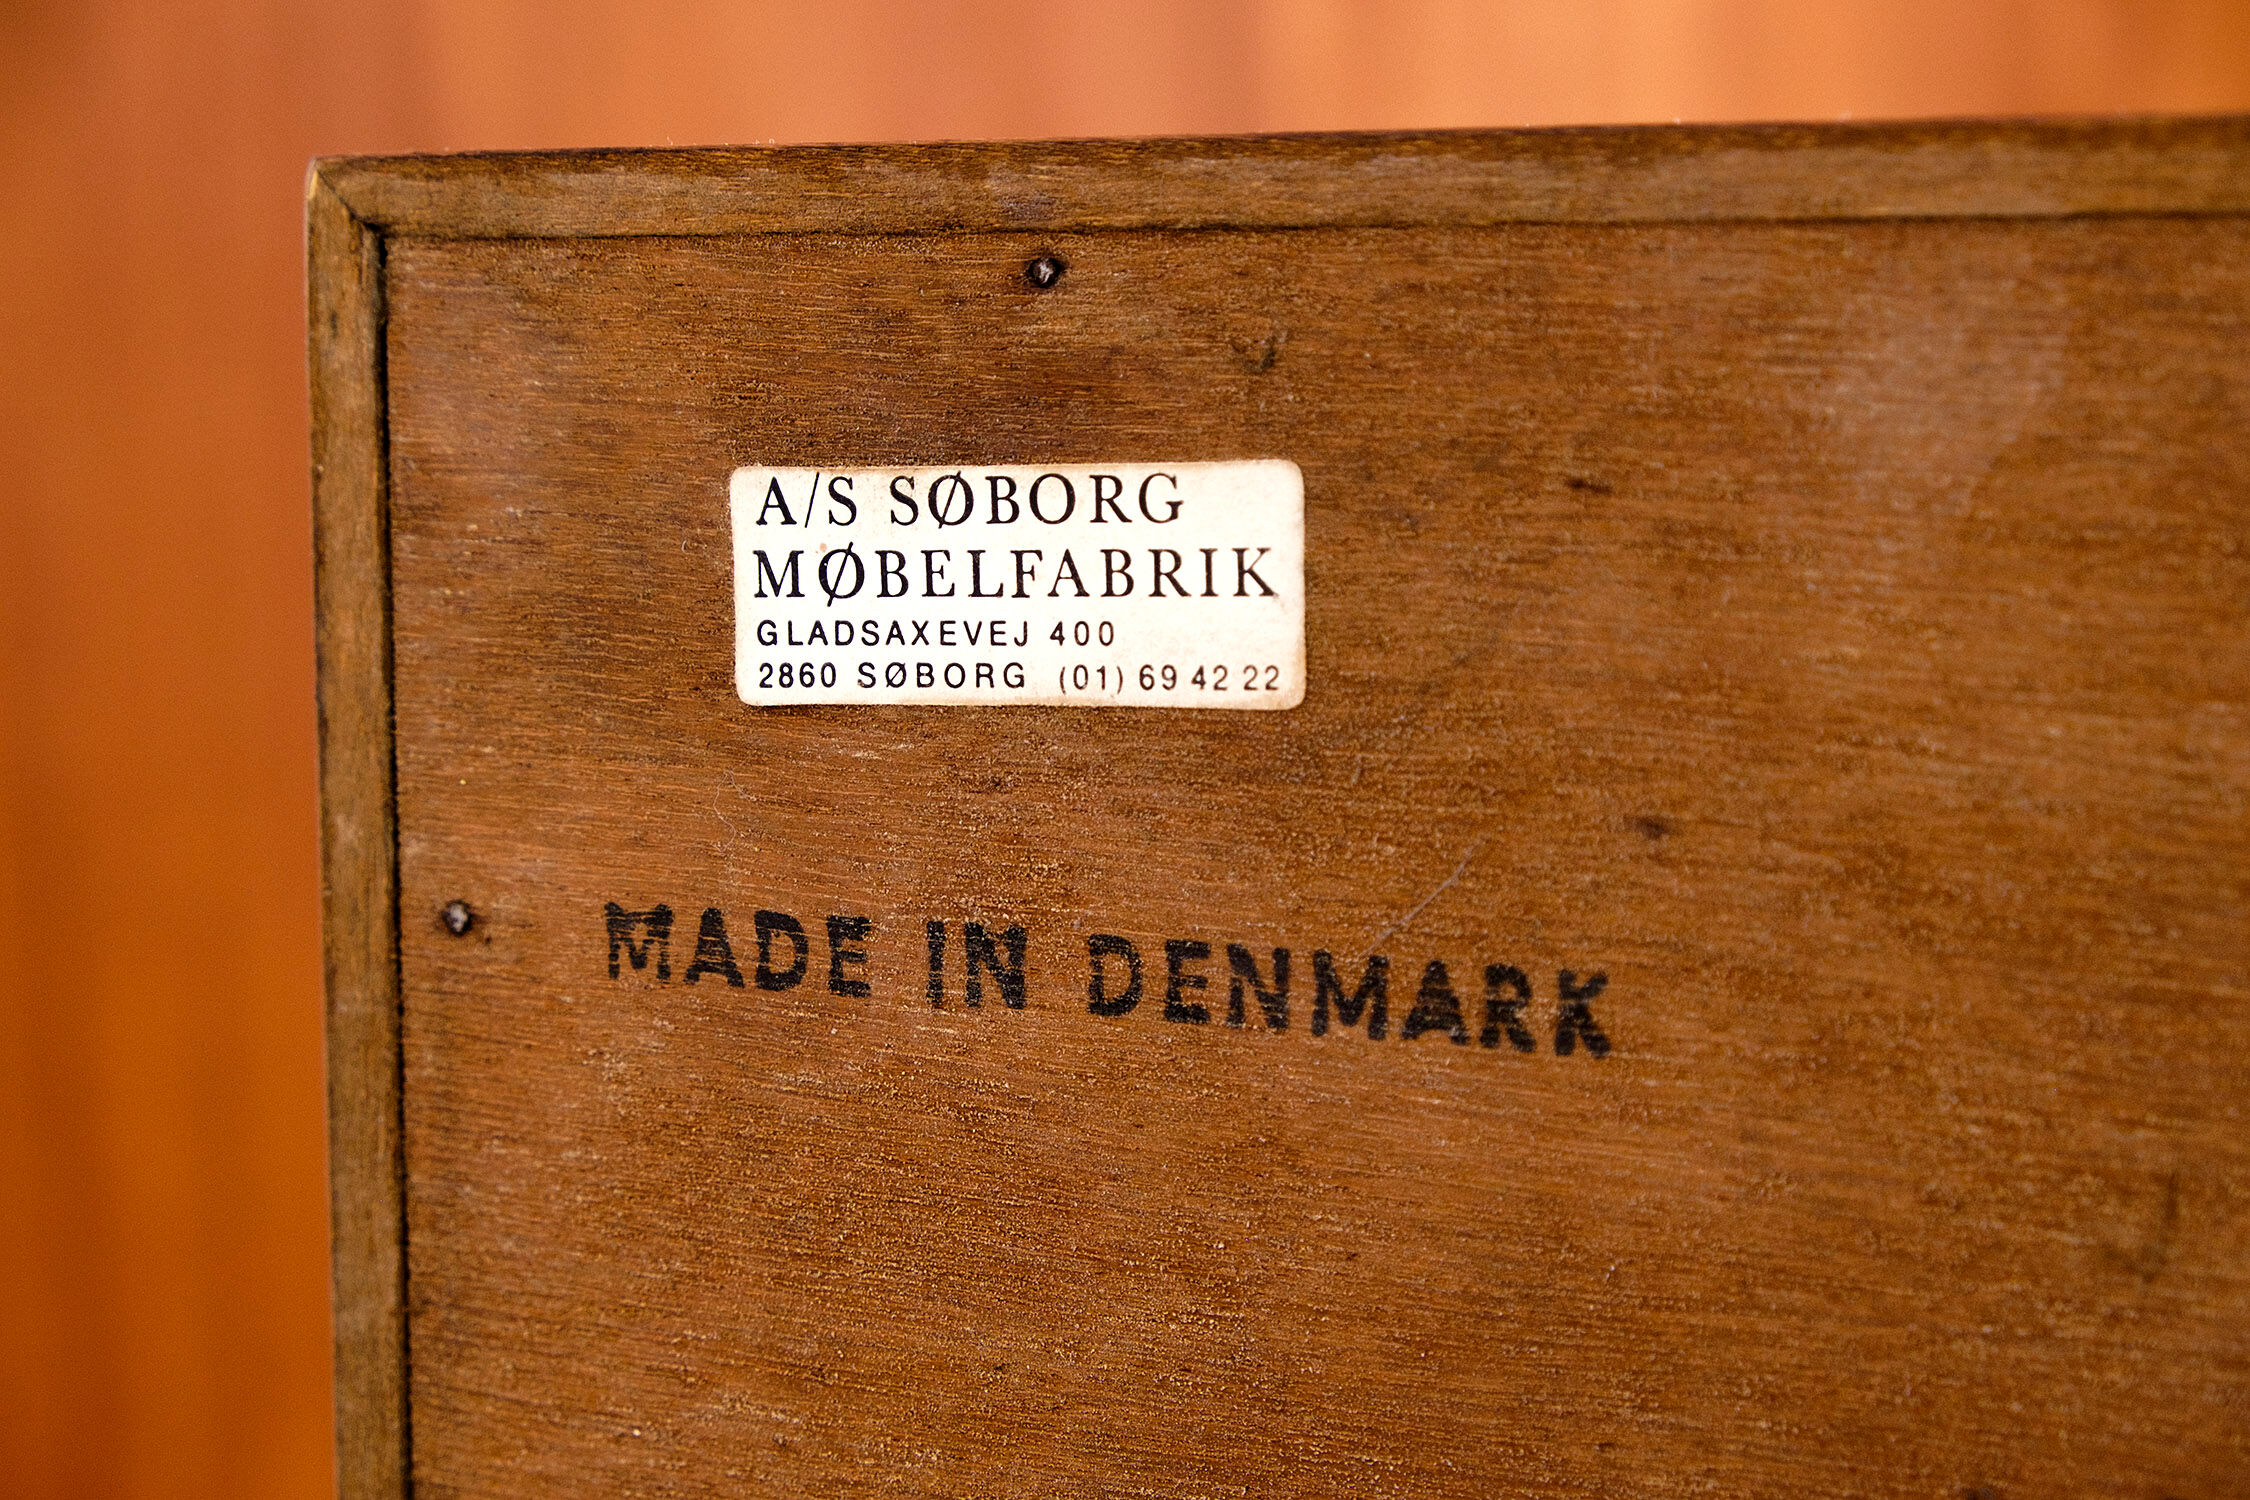 A/S SØBORG
MØBELFABRIK
GLADSAXEVEJ 400
2860 SØBORG (01) 69 42 22
MADE IN DENMARK